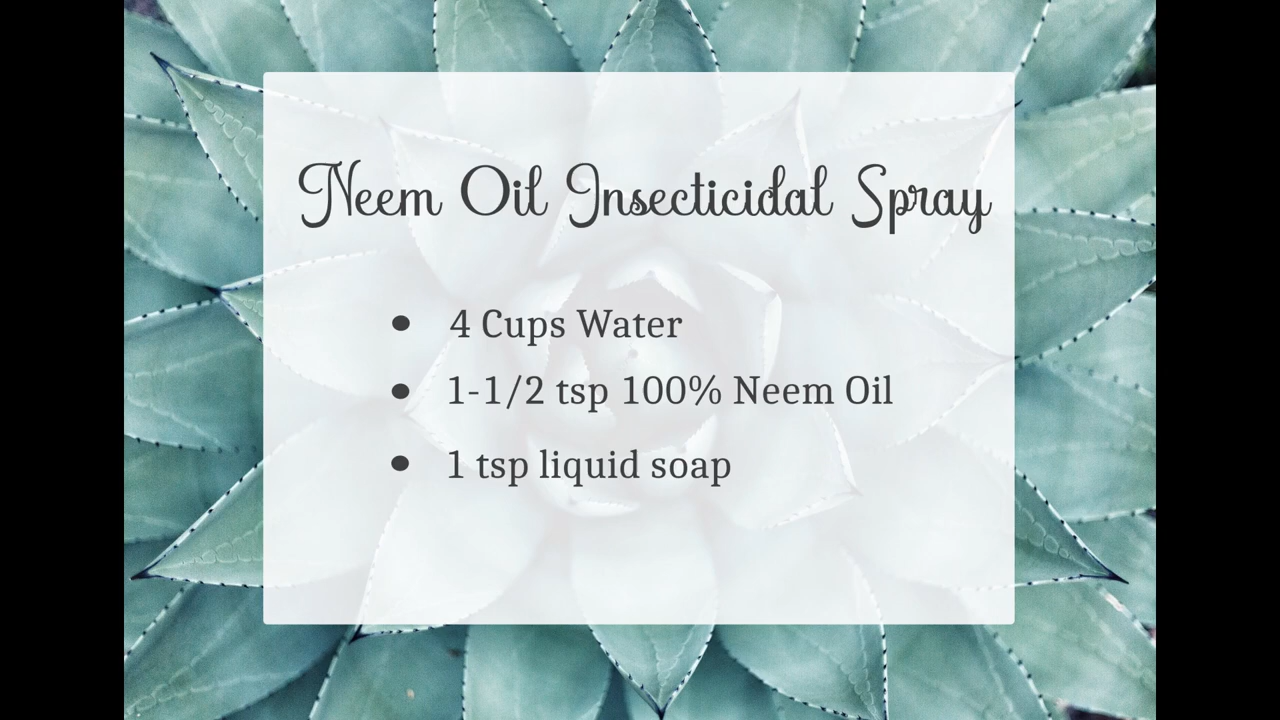 Neem Oil Insecticidal Spray
• 4 Cups Water
• 1-1/2 tsp 100% Neem Oil
• 1 tsp liquid soap